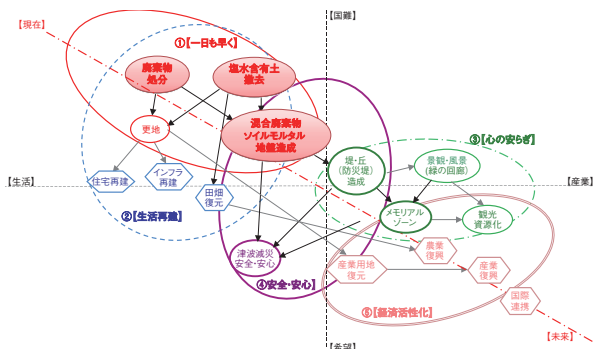 【現在】
【国難】
①【一日も早く】
廃棄物
処分
塩水含有土
撤去
混合廃棄物
ソイルモルタル
地盤造成
更地
③【心の安らぎ】
堤・丘
（防災堤）
造成
景観・風景
（緑の回廊）
住宅再建
インフラ
再建
【生活】
【産業】
田畑
復元
②【生活再建】
メモリアル
ゾーン
観光
資源化
津波減災
安全・安心
農業
復興
産業用地
復元
産業
復興
④【安全・安心】
国際
連携
⑤【経済活性化】
【未来】
【希望】